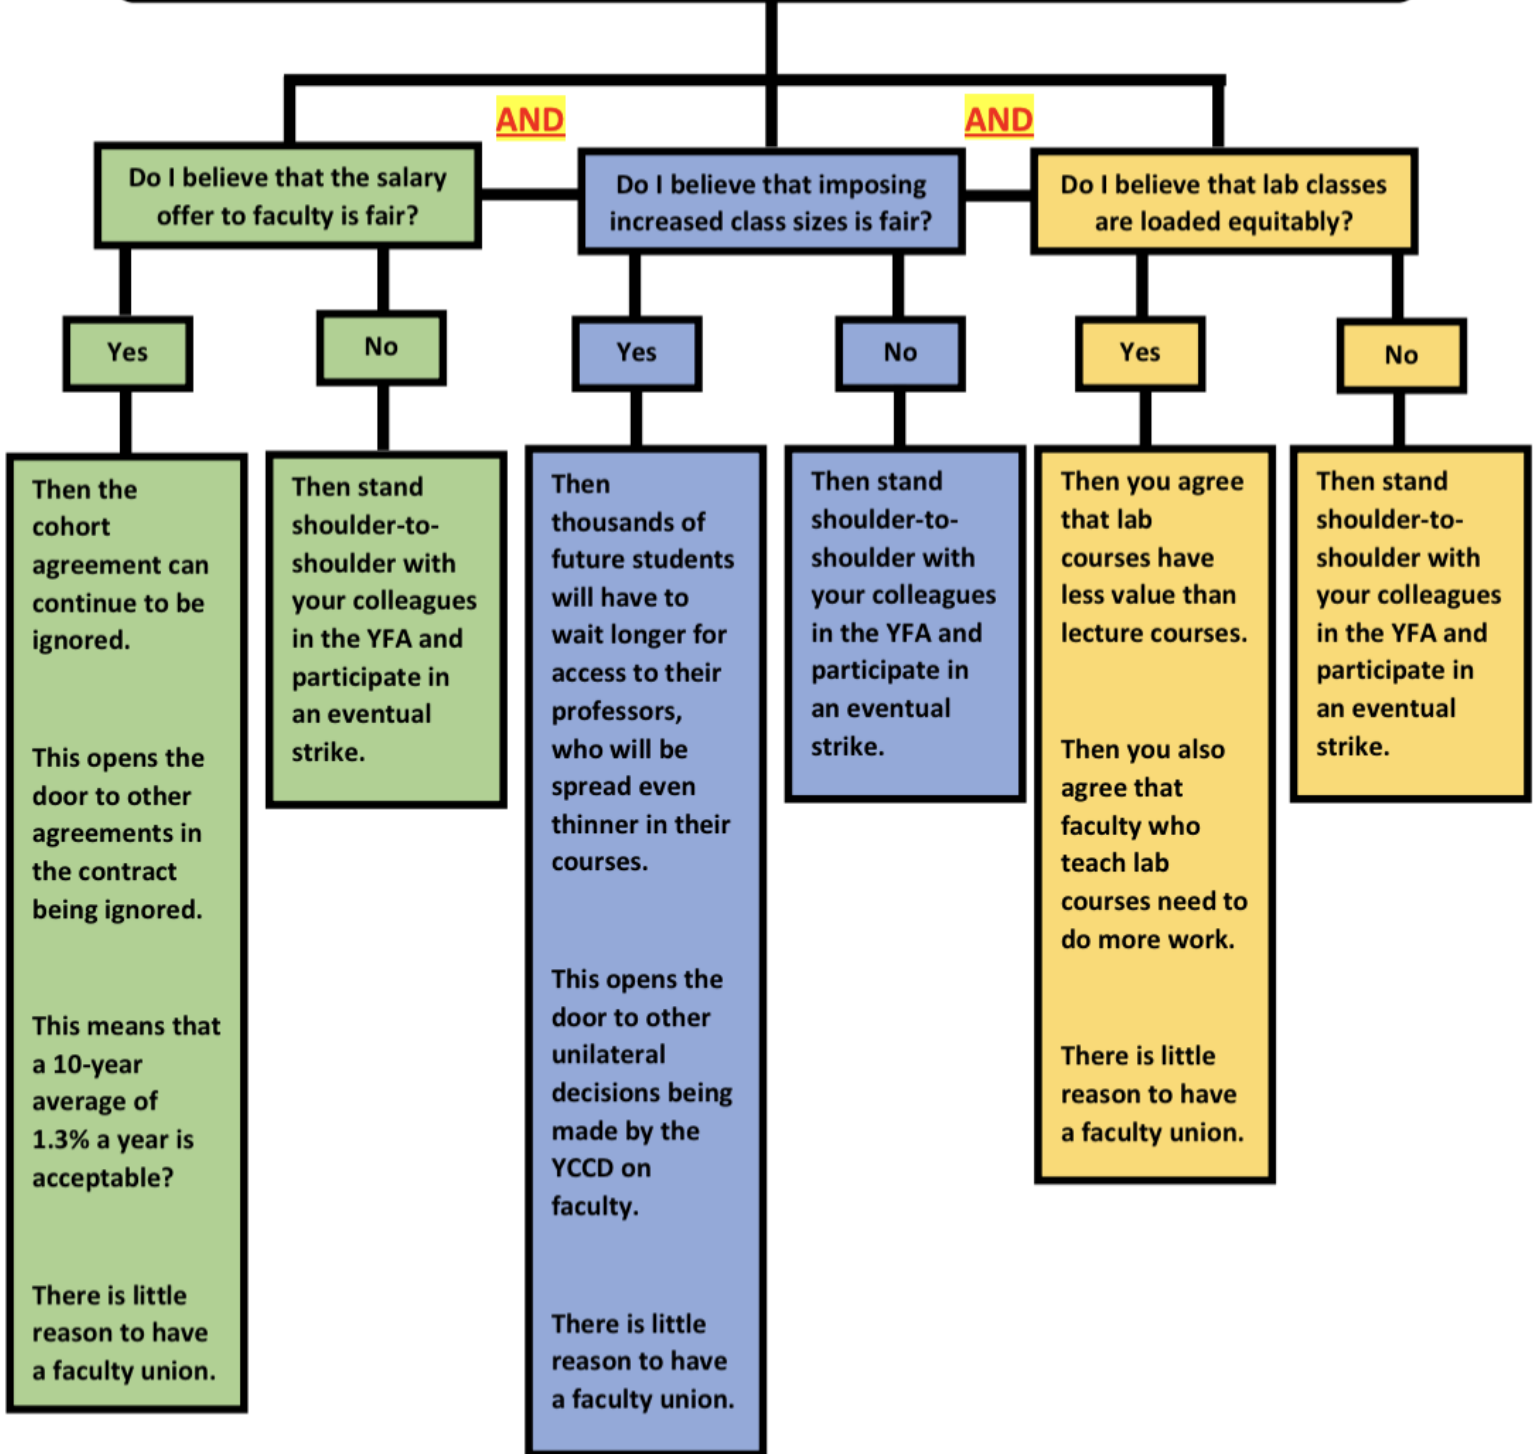 AND
AND
Do I believe that the salary
offer to faculty is fair?
Do I believe that imposing
increased class sizes is fair?
Do I believe that lab classes
are loaded equitably?
Yes
No
Yes
No
Yes
No
Then the
cohort
agreement can
continue to be
ignored.
This opens the
door to other
agreements in
the contract
being ignored.
This means that
a 10-year
average of
1.3% a year is
acceptable?
There is little
reason to have
a faculty union.
Then stand
shoulder-to-
shoulder with
your colleagues
in the YFA and
participate in
an eventual
strike.
Then
thousands of
future students
will have to
wait longer for
access to their
professors,
who will be
spread even
thinner in their
courses.
This opens the
door to other
unilateral
decisions being
made by the
YCCD on
faculty.
There is little
reason to have
a faculty union.
Then stand
shoulder-to-
shoulder with
your colleagues
in the YFA and
participate in
an eventual
strike.
Then you agree
that lab
courses have
less value than
lecture courses.
Then you also
agree that
faculty who
teach lab
courses need to
do more work.
There is little
reason to have
a faculty union.
Then stand
shoulder-to-
shoulder with
your colleagues
in the YFA and
participate in
an eventual
strike.